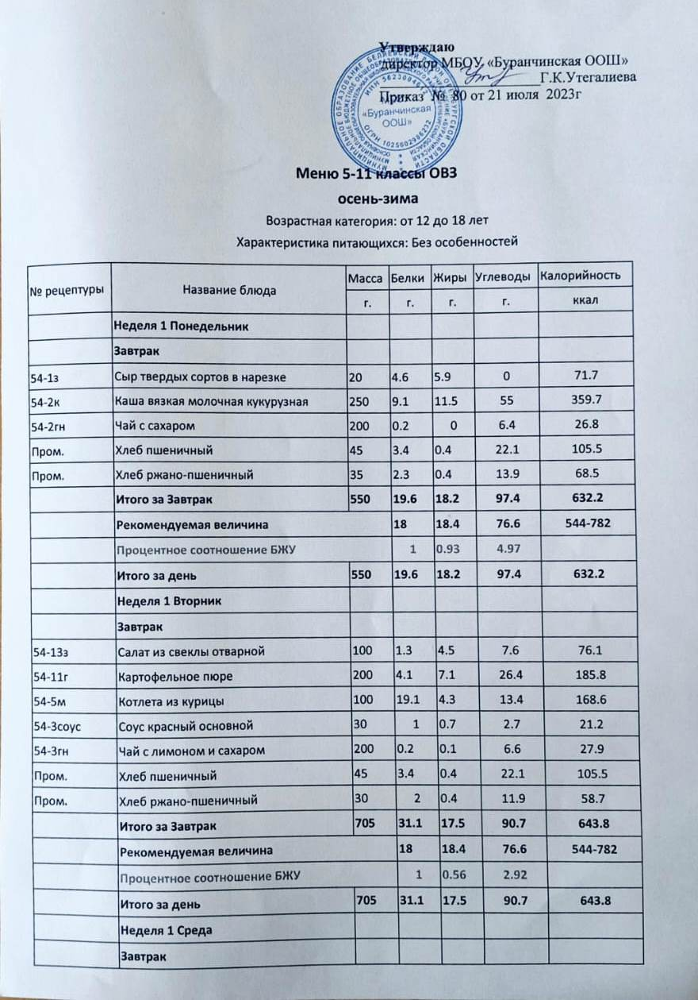 Утверждаю
директор МБОУ «Буранчинская ООШ»
Г.К.Утегалиева
Приказ № 80 от 21 июля 2023г
«Буранчинская
ООШ»
Меню 5-11 классы ОВЗ
осень-зима
Возрастная категория: от 12 до 18 лет
Характеристика питающихся: Без особенностей
№ рецептуры Название блюда Масса Белки Жиры Углеводы Калорийность
г. г. г. г. ккал
Неделя 1 Понедельник
Завтрак
54-1з Сыр твердых сортов в нарезке 20 4.6 5.9 0 71.7
54-2к Каша вязкая молочная кукурузная 250 9.1 11.5 55 359.7
54-2гн Чай с сахаром 200 0.2 0 6.4 26.8
Пром. Хлеб пшеничный 45 3.4 0.4 22.1 105.5
Пром. Хлеб ржано-пшеничный 35 2.3 0.4 13.9 68.5
Итого за Завтрак 550 19.6 18.2 97.4 632.2
Рекомендуемая величина 18 18.4 76.6 544-782
Процентное соотношение БЖУ 1 0.93 4.97
Итого за день 550 19.6 18.2 97.4 632.2
Неделя 1 Вторник
Завтрак
54-13з Салат из свеклы отварной 100 1.3 4.5 7.6 76.1
54-11г Картофельное пюре 200 4.1 7.1 26.4 185.8
54-5м Котлета из курицы 100 19.1 4.3 13.4 168.6
54-3соус Соус красный основной 30 1 0.7 2.7 21.2
54-3гн Чай с лимоном и сахаром 200 0.2 0.1 6.6 27.9
Пром. Хлеб пшеничный 45 3.4 0.4 22.1 105.5
Пром. Хлеб ржано-пшеничный 30 2 0.4 11.9 58.7
Итого за Завтрак 705 31.1 17.5 90.7 643.8
Рекомендуемая величина 18 18.4 76.6 544-782
Процентное соотношение БЖУ 1 0.56 2.92
Итого за день 705 31.1 17.5 90.7 643.8
Неделя 1 Среда
Завтрак